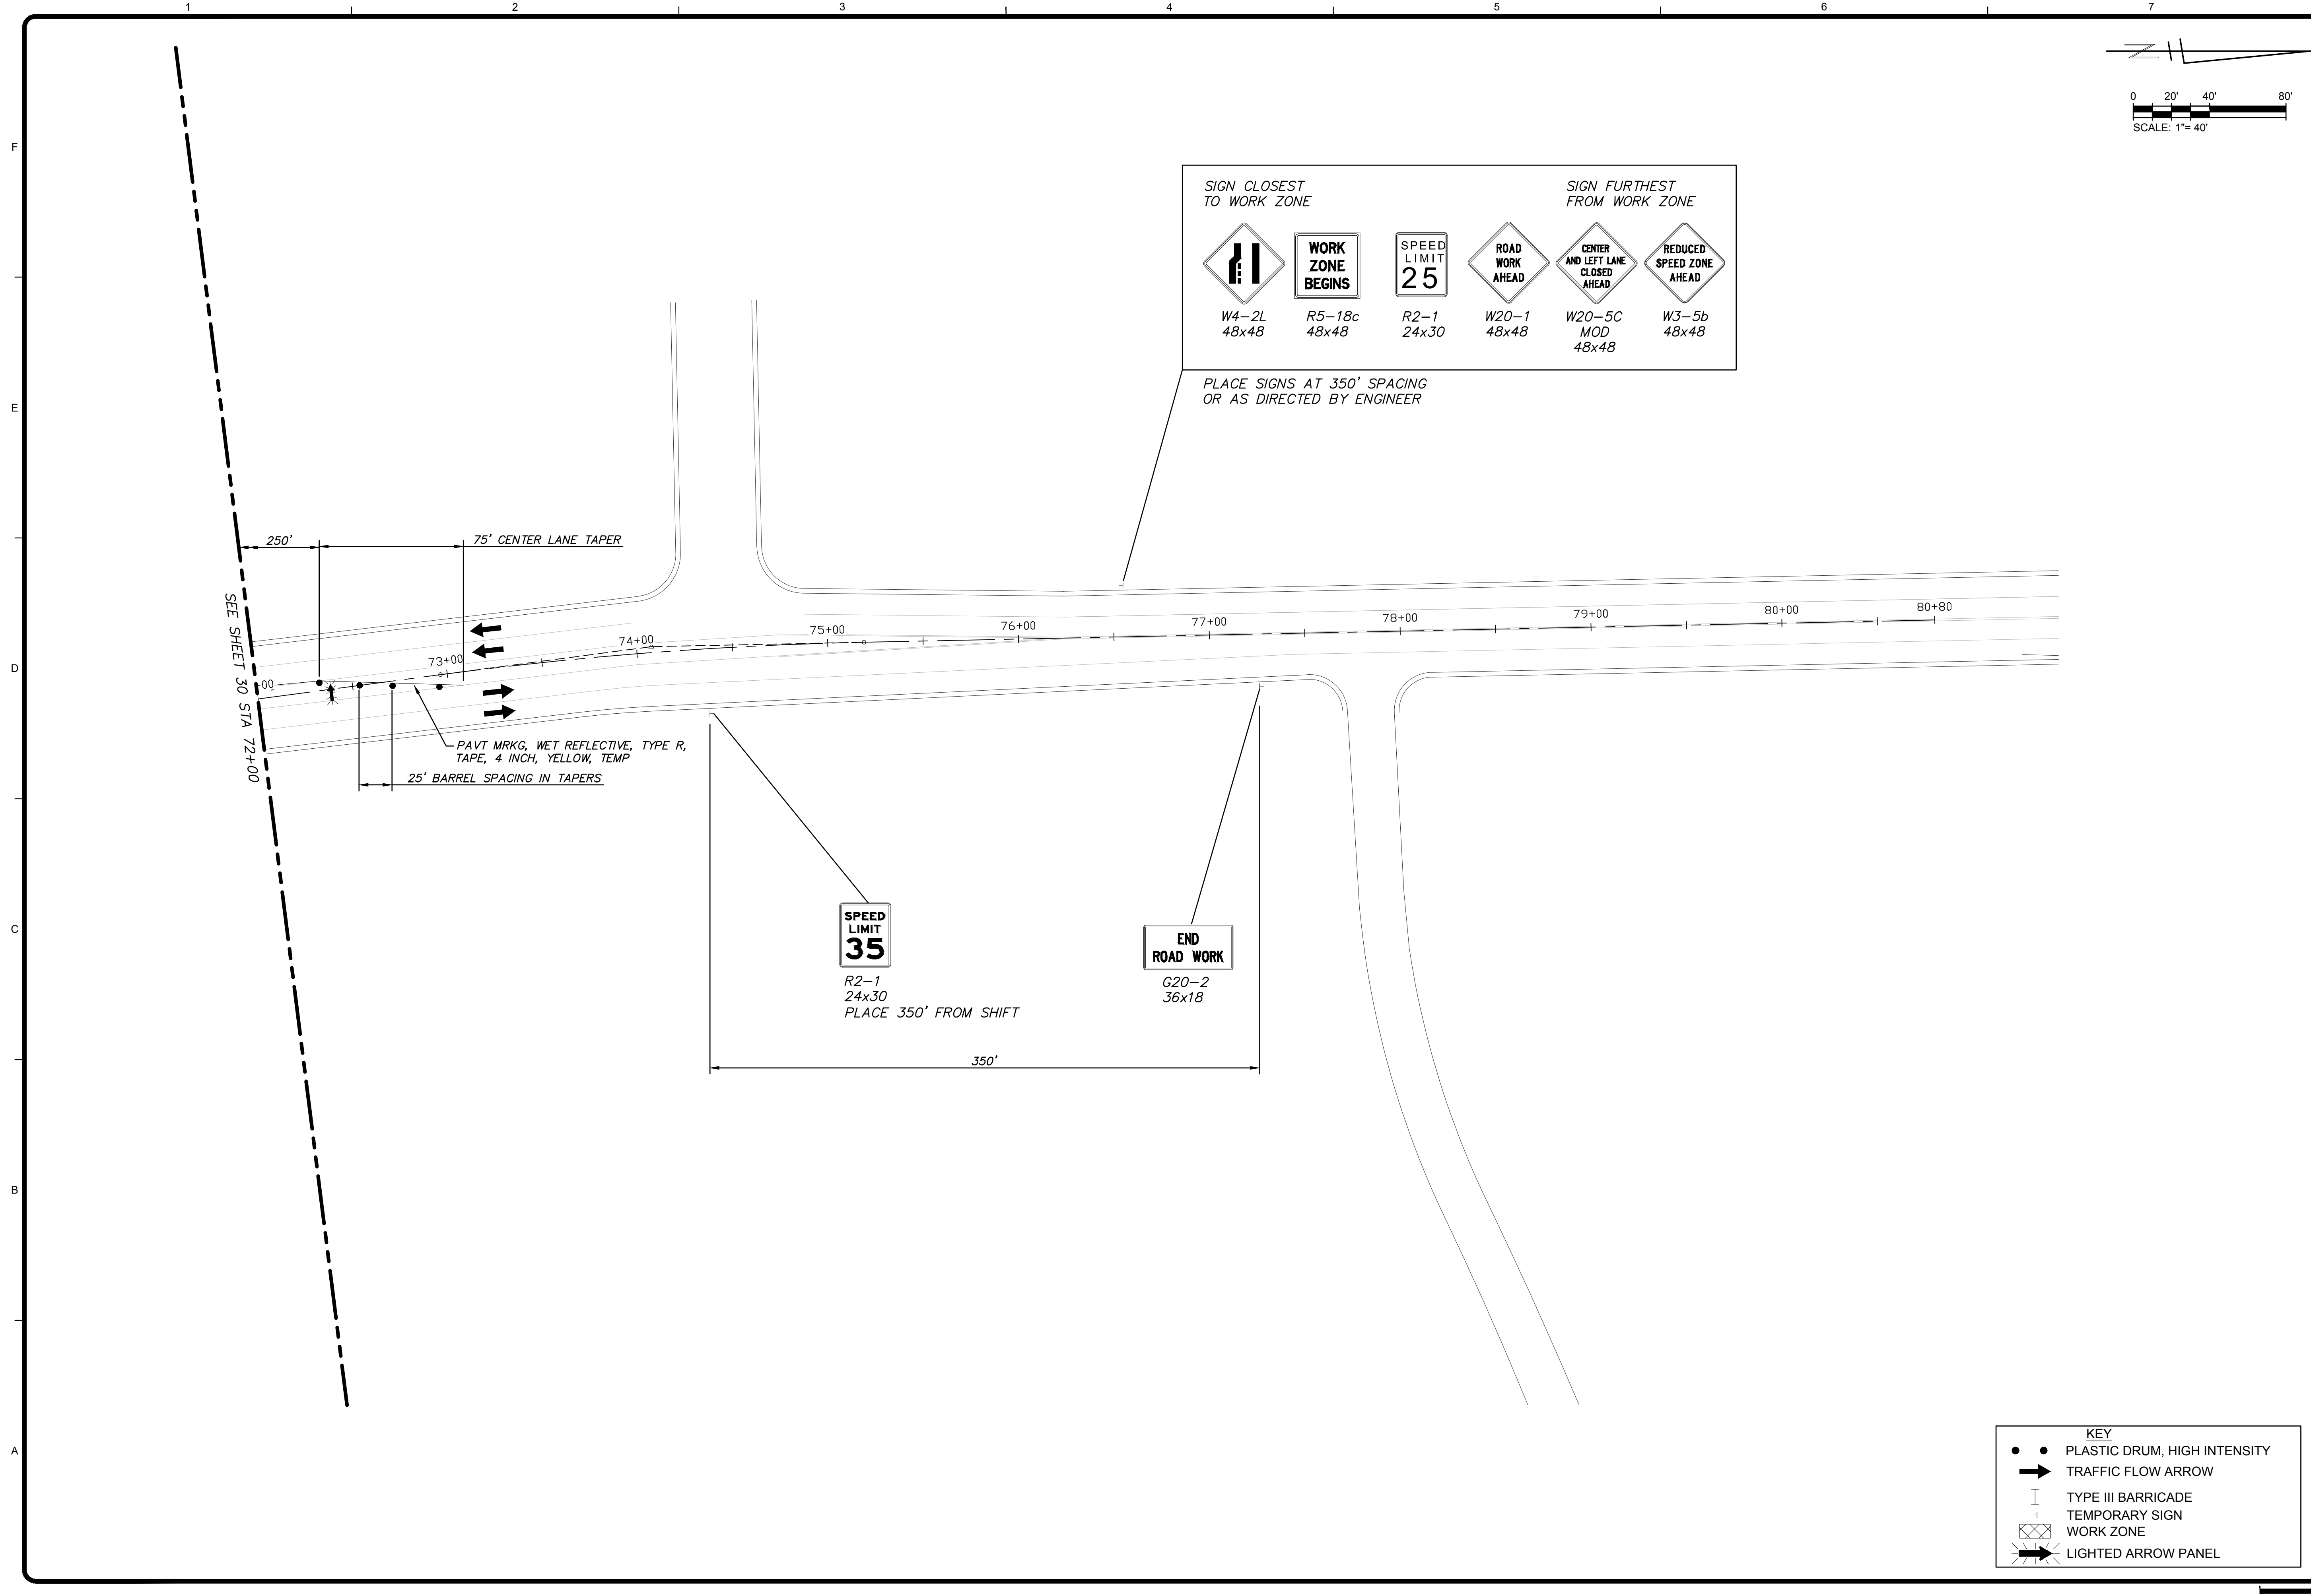 1
2
3
4
5
6
7
F
E
D
C
B
A
N
0 20' 40' 80'
SCALE: 1"= 40'
SIGN CLOSEST
TO WORK ZONE
SIGN FURTHEST
FROM WORK ZONE
WORK
ZONE
BEGINS
SPEED
LIMIT
25
ROAD
WORK
AHEAD
CENTER
AND LEFT LANE
CLOSED
AHEAD
REDUCED
SPEED ZONE
AHEAD
W4-2L
48x48
R5-18c
48x48
R2-1
24x30
W20-1
48x48
W20-5C
MOD
48x48
W3-5b
48x48
PLACE SIGNS AT 350' SPACING
OR AS DIRECTED BY ENGINEER
250'
75' CENTER LANE TAPER
SEE SHEET 30 STA 72+00
00
73+00
74+00
75+00
76+00
77+00
78+00
79+00
80+00
80+80
PAVT MRKG, WET REFLECTIVE, TYPE R,
TAPE, 4 INCH, YELLOW, TEMP
25' BARREL SPACING IN TAPERS
SPEED
LIMIT
35
R2-1
24x30
PLACE 350' FROM SHIFT
END
ROAD WORK
G20-2
36x18
350'
KEY
PLASTIC DRUM, HIGH INTENSITY
TRAFFIC FLOW ARROW
TYPE III BARRICADE
TEMPORARY SIGN
WORK ZONE
LIGHTED ARROW PANEL